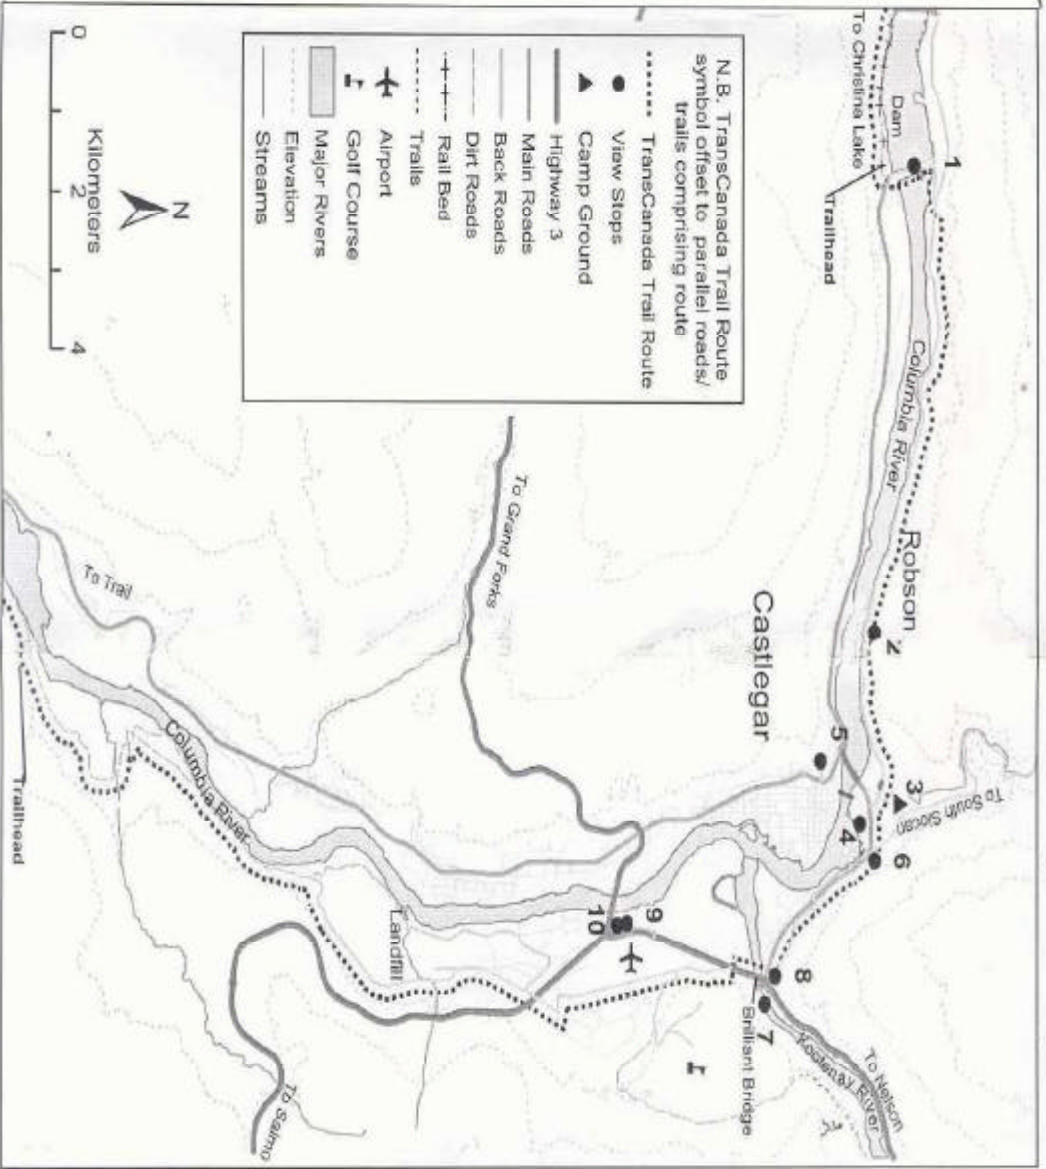 N.B. TransCanada Trail Route
symbol offset to parallel roads/
trails comprising route
TransCanada Trail Route
View Stops
Camp Ground
Highway 3
Main Roads
Back Roads
Dirt Roads
Rail Bed
Trails
Airport
Golf Course
Major Rivers
Elevation
Streams
N
0 2 4
Kilometers
To Christina Lake
Dam
1
Trailhead
Columbia River
Robson
2
3
To South Slocan
4
5
6
Castlegar
To Grand Forks
7
8
9
10
Brilliant Bridge
Kootenay River
To Nelson
To Trail
Columbia River
Landfill
Trailhead
To Salmo